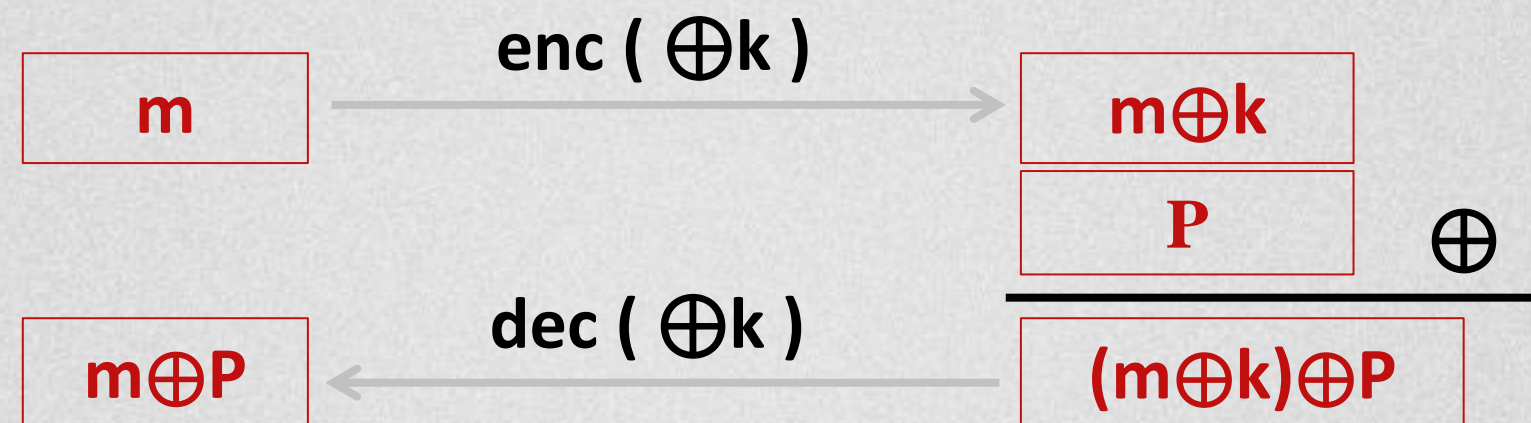 enc ( ⊕k )
m
m⊕k
P
⊕
dec ( ⊕k )
m⊕P
(m⊕k)⊕P